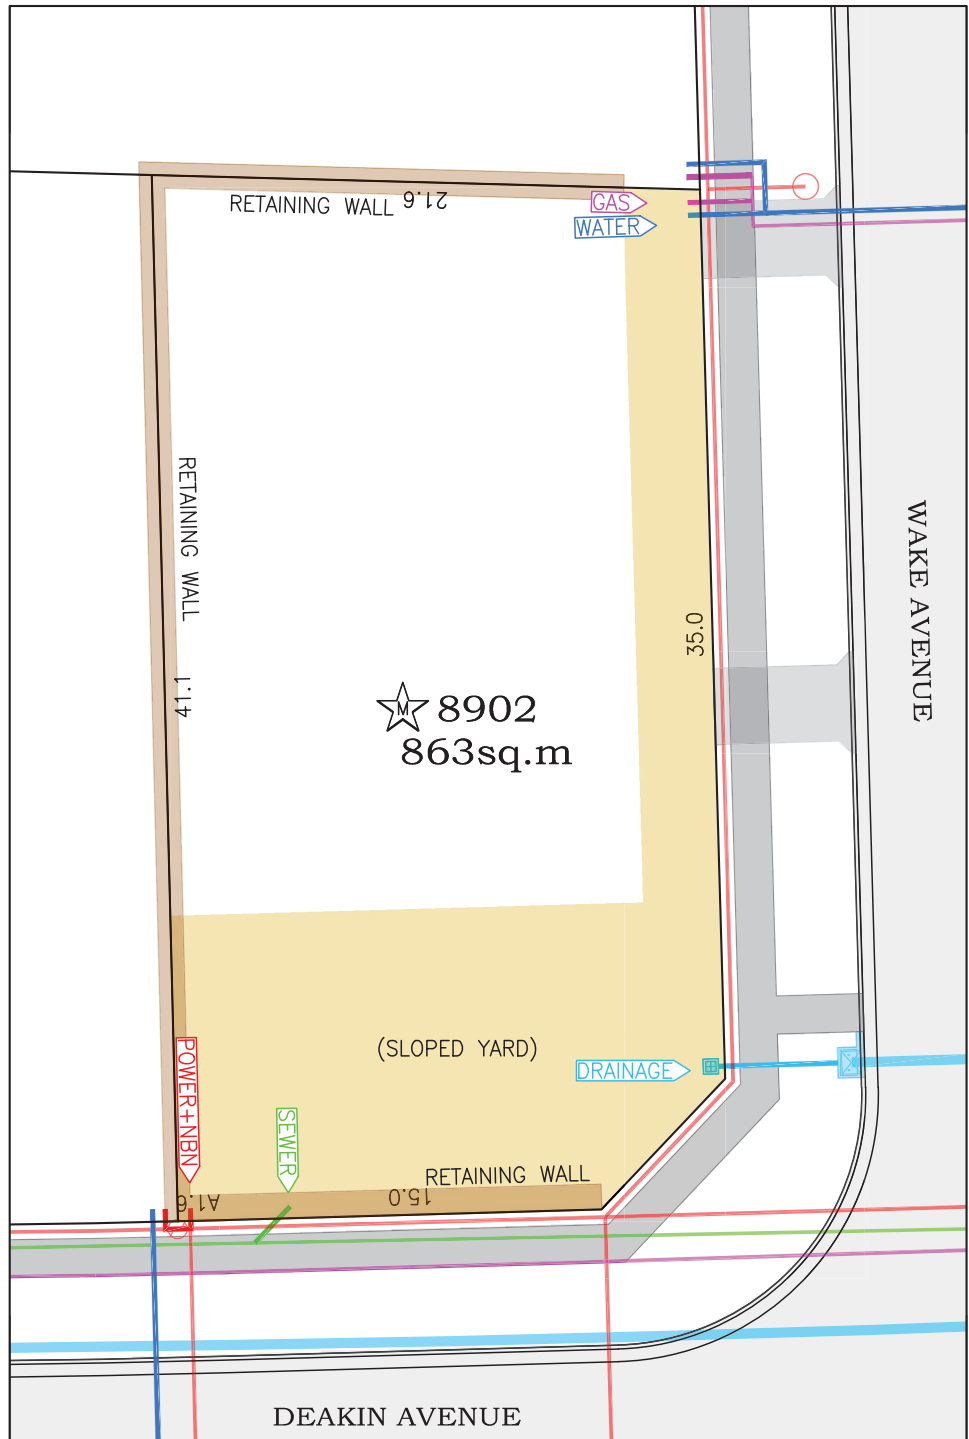 RETAINING WALL
21.6
GAS
WATER
RETAINING WALL
41.1
35.0
WAKE AVENUE
M
8902
863sq.m
(SLOPED YARD)
DRAINAGE
POWER+NBN
SEWER
RETAINING WALL
A1.6
15.0
DEAKIN AVENUE